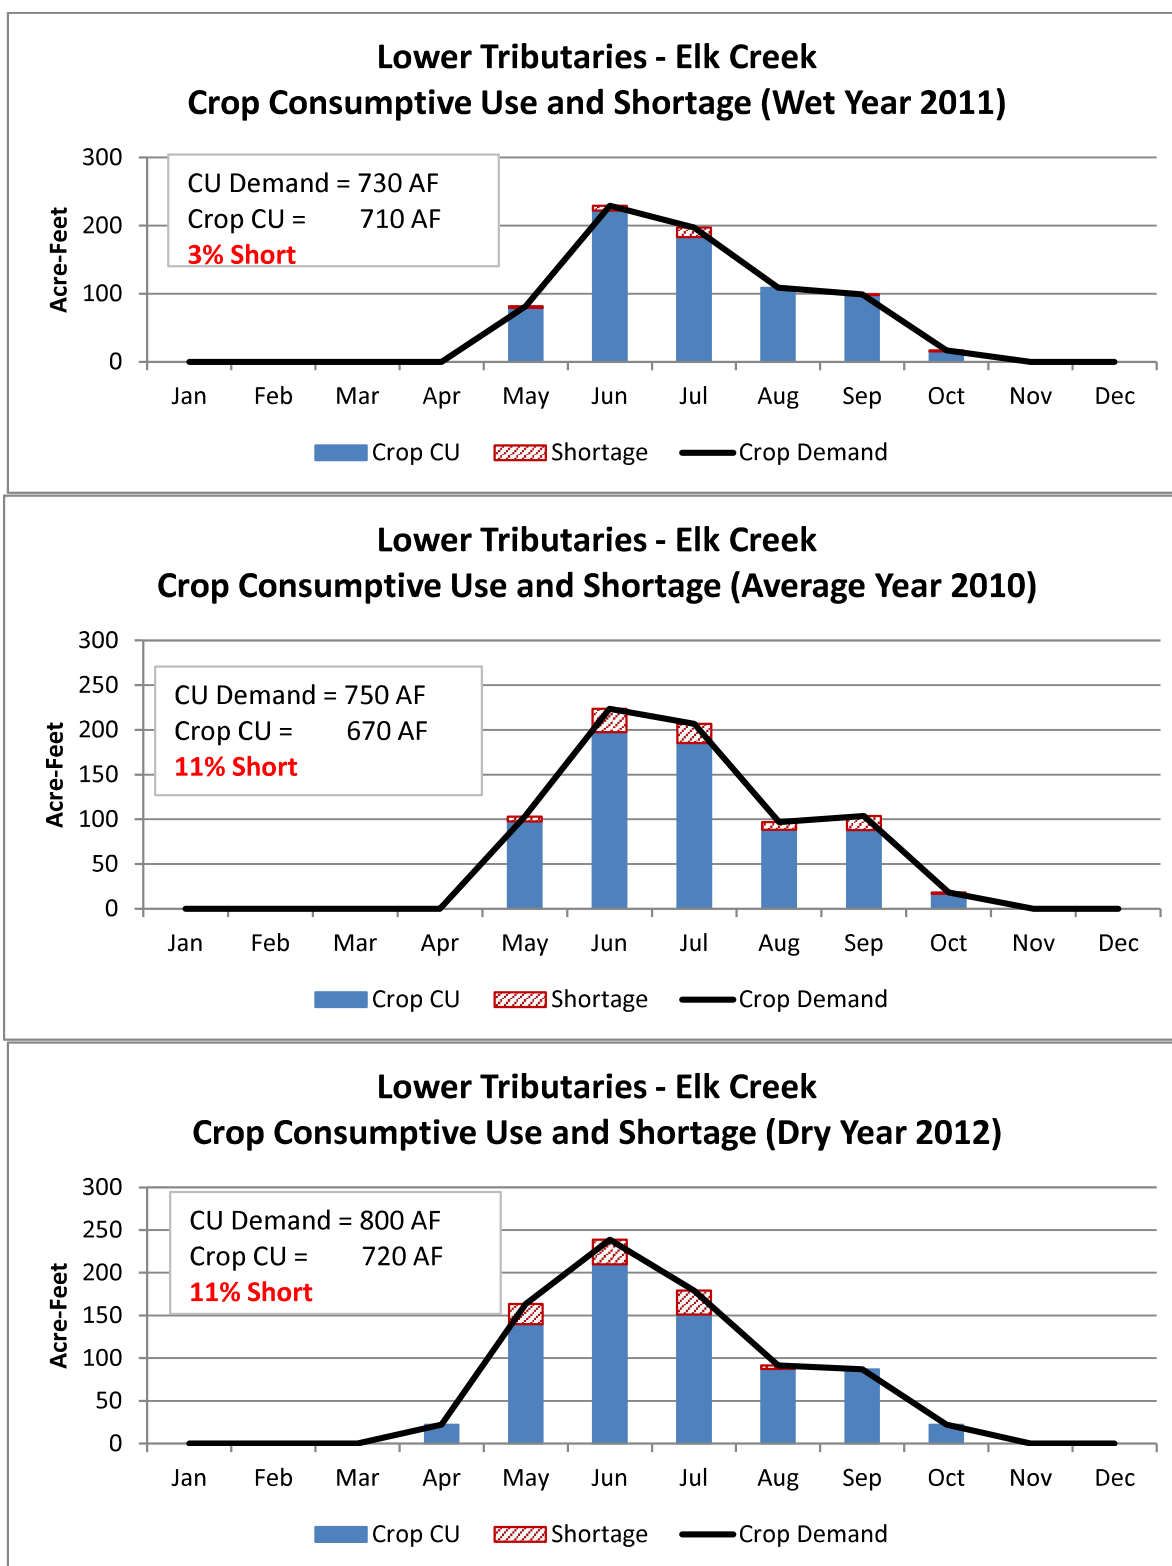 Lower Tributaries - Elk Creek
Crop Consumptive Use and Shortage (Wet Year 2011)
300
200
100
0
Acre-Feet
CU Demand = 730 AF
Crop CU = 710 AF
3% Short
Jan Feb Mar Apr May Jun Jul Aug Sep Oct Nov Dec
Crop CU Shortage Crop Demand
Lower Tributaries - Elk Creek
Crop Consumptive Use and Shortage (Average Year 2010)
300
250
200
150
100
50
0
Acre-Feet
CU Demand = 750 AF
Crop CU = 670 AF
11% Short
Jan Feb Mar Apr May Jun Jul Aug Sep Oct Nov Dec
Crop CU Shortage Crop Demand
Lower Tributaries - Elk Creek
Crop Consumptive Use and Shortage (Dry Year 2012)
300
250
200
150
100
50
0
Acre-Feet
CU Demand = 800 AF
Crop CU = 720 AF
11% Short
Jan Feb Mar Apr May Jun Jul Aug Sep Oct Nov Dec
Crop CU Shortage Crop Demand